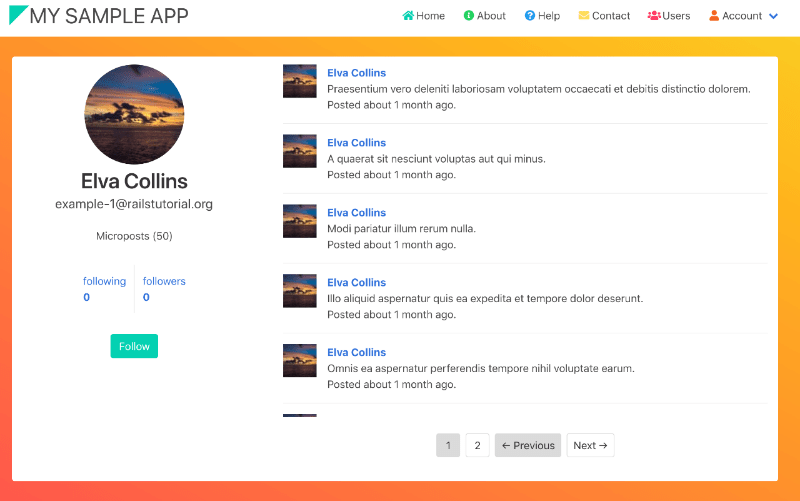 MY SAMPLE APP
Home About Help Contact Users Account
Elva Collins
example-1@railstutorial.org
Microposts (50)
following followers
0 0
Follow
Elva Collins
Praesentium vero deleniti laboriosam voluptatem occaecati et debitis distinctio dolorem.
Posted about 1 month ago.
Elva Collins
A quaerat sit nesciunt voluptas aut qui minus.
Posted about 1 month ago.
Elva Collins
Modi pariatur illum rerum nulla.
Posted about 1 month ago.
Elva Collins
Illo aliquid aspernatur quis ea expedita et tempore dolor deserunt.
Posted about 1 month ago.
Elva Collins
Omnis ea aspernatur perferendis tempore nihil voluptate earum.
Posted about 1 month ago.
1 2 ← Previous Next →